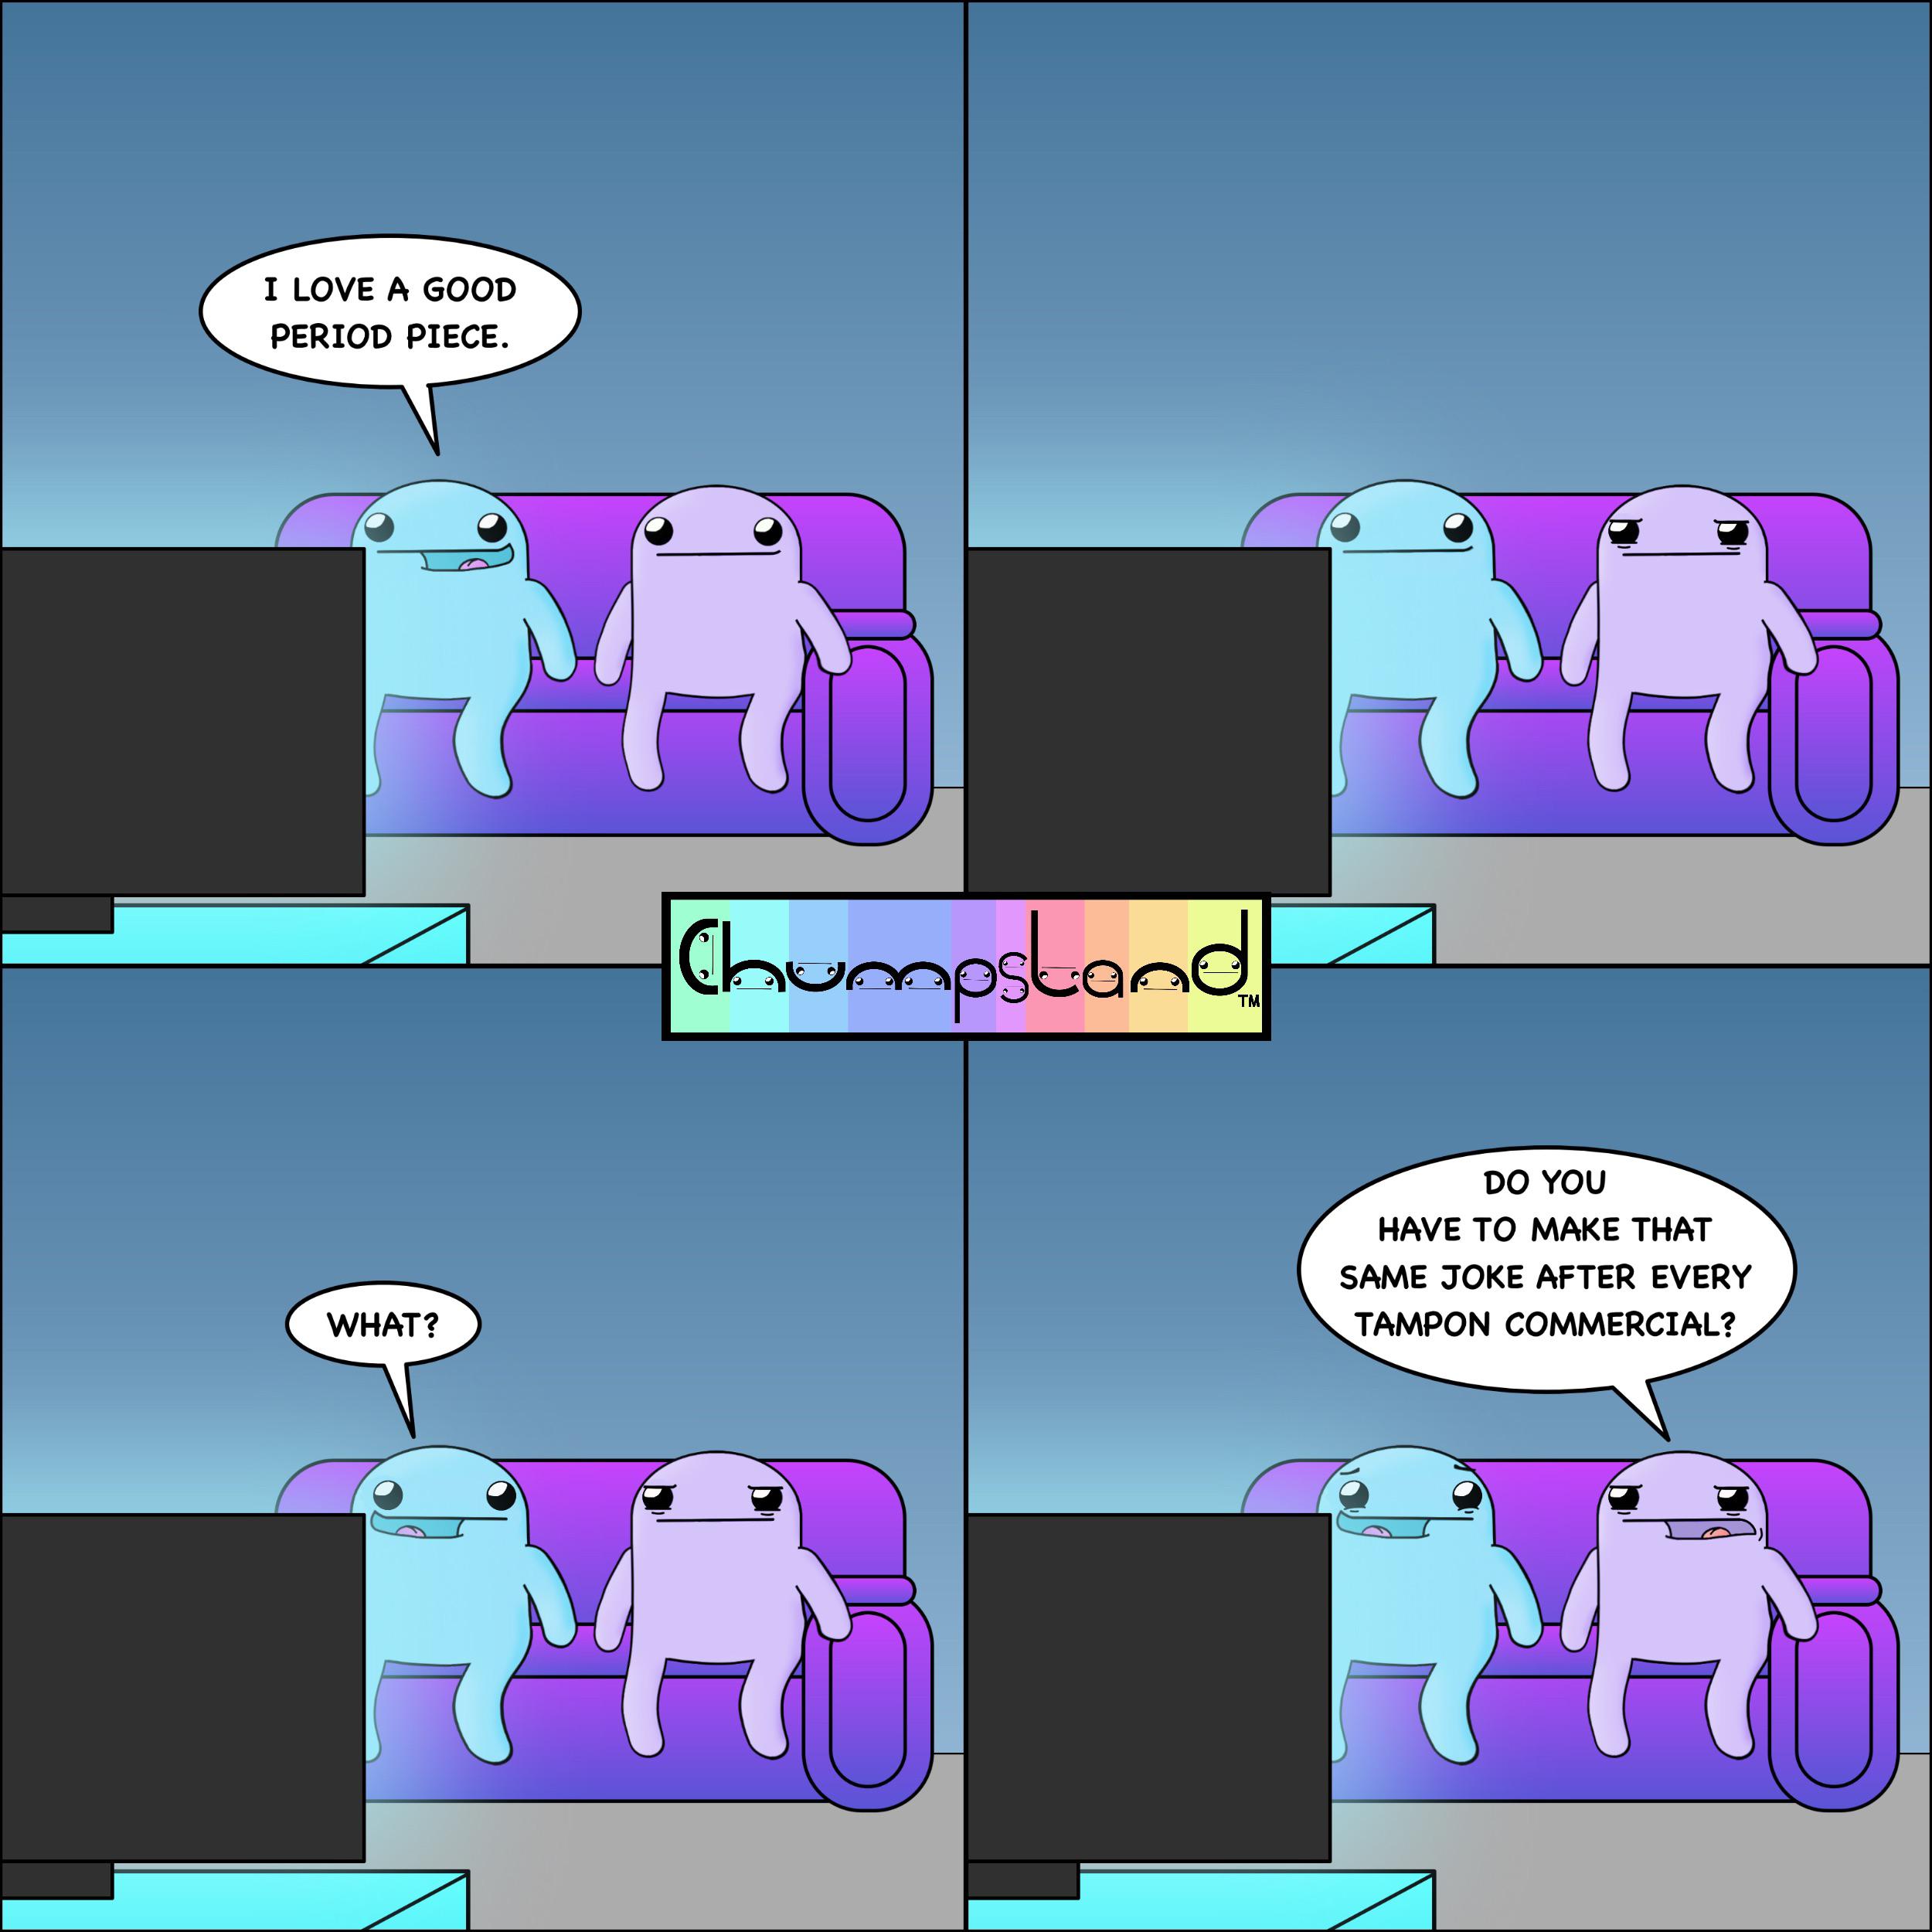 I LOVE A GOOD
PERIOD PIECE.
ChumpsLand
TM
WHAT?
DO YOU
HAVE TO MAKE THAT
SAME JOKE AFTER EVERY
TAMPON COMMERCIAL?